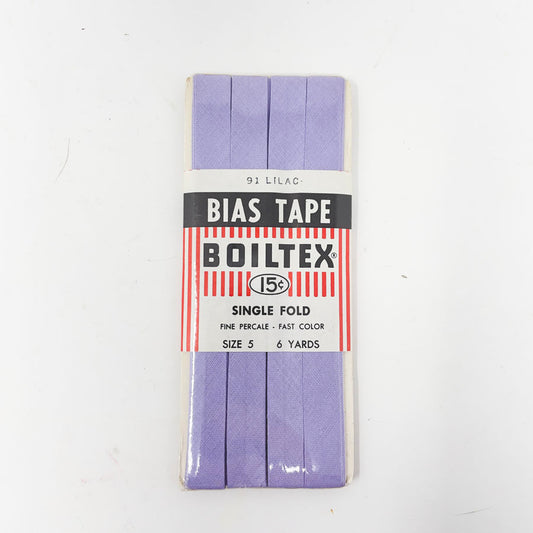 91 LILAC.
BIAS TAPE
BOILTEX®
15¢
SINGLE FOLD
FINE PERCALE - FAST COLOR
SIZE 5 6 YARDS